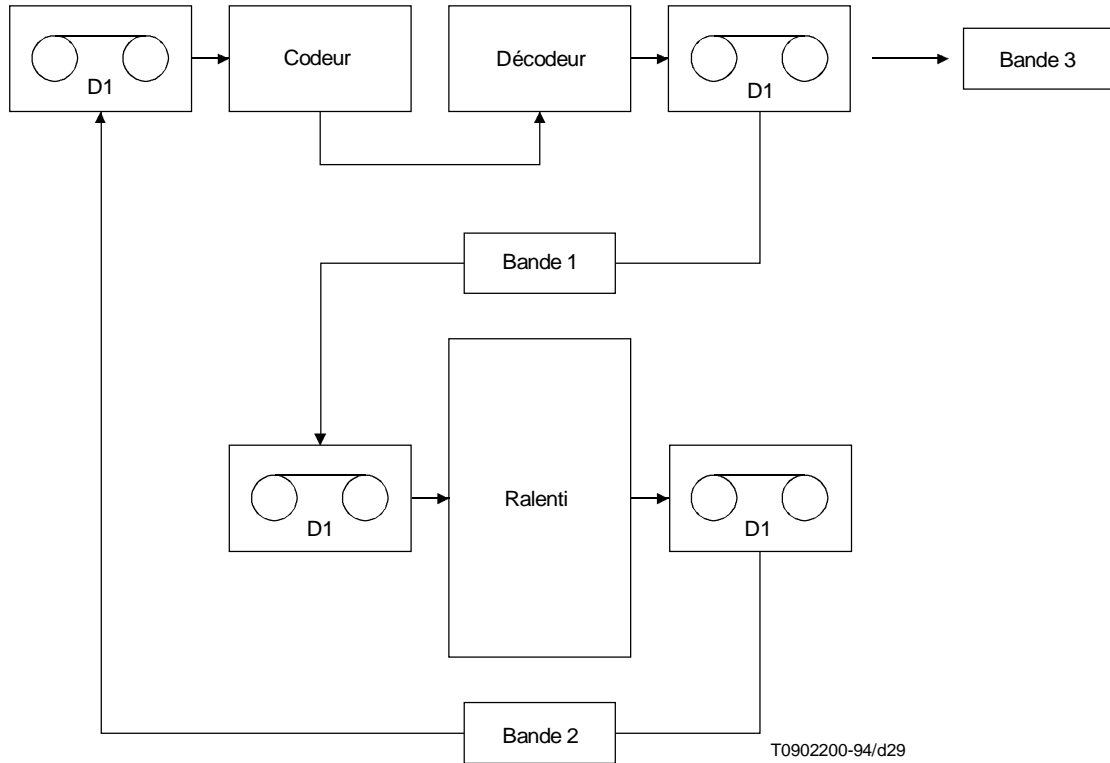 D1
Codeur
Décodeur
D1
Bande 3
Bande 1
D1
Ralenti
D1
Bande 2
T0902200-94/d29